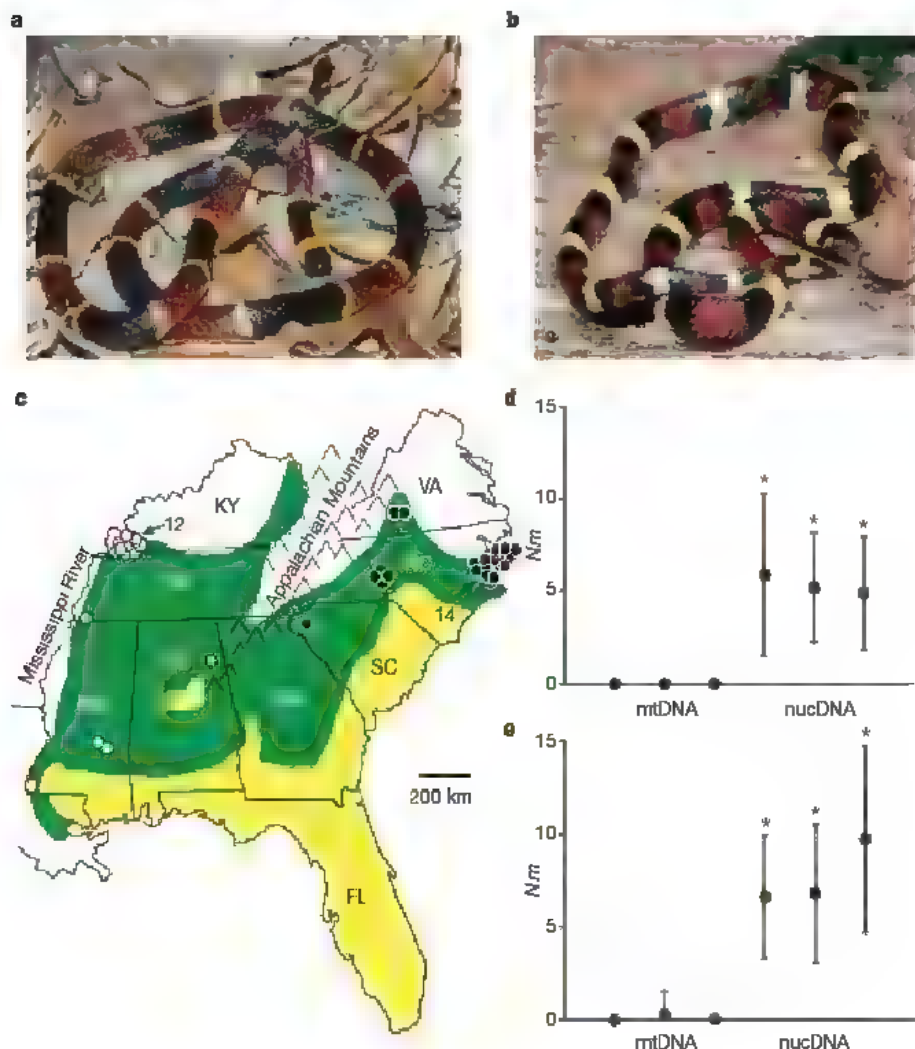 a
b
c
Mississippi River
12
KY
Appalachian Mountains
VA
14
SC
200 km
FL
d
15
10
5
0
Nm
*
*
*
mtDNA
nucDNA
e
15
10
5
0
Nm
*
*
*
mtDNA
nucDNA